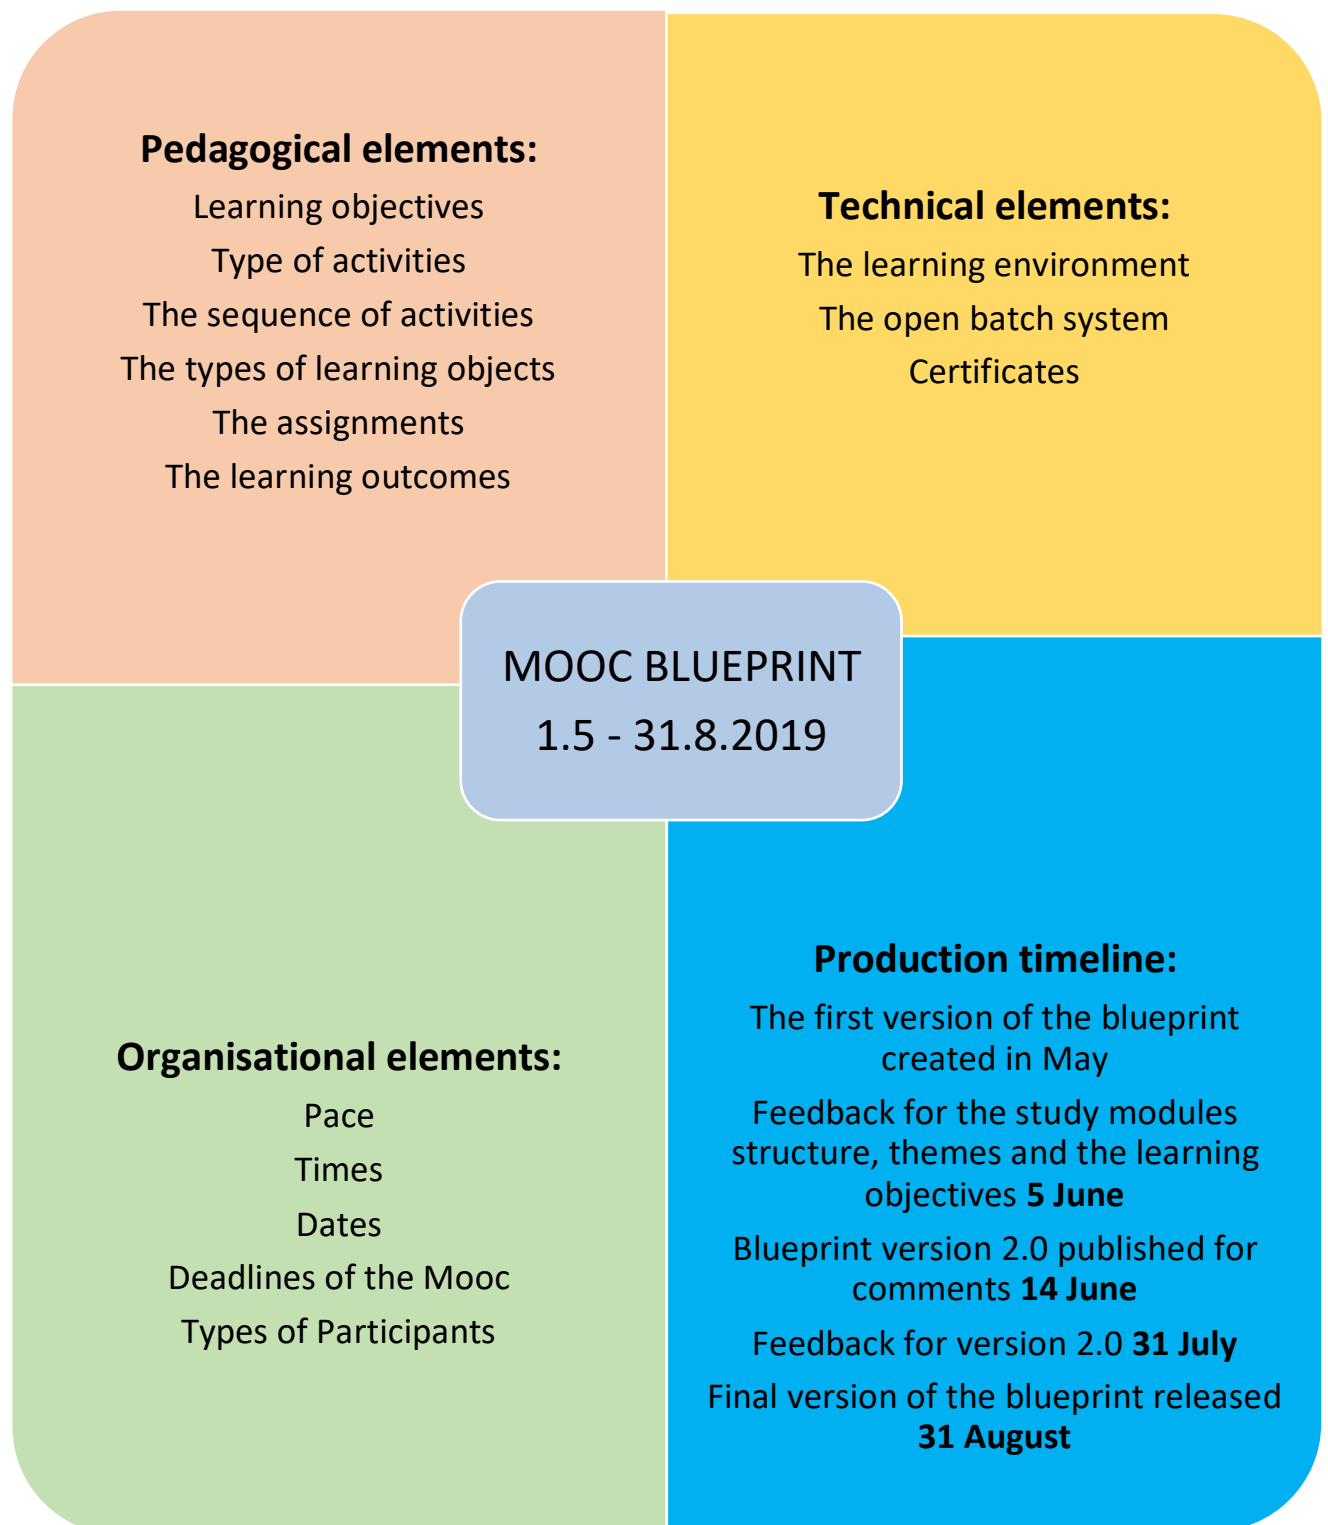 Pedagogical elements:
Learning objectives
Type of activities
The sequence of activities
The types of learning objects
The assignments
The learning outcomes
Technical elements:
The learning environment
The open batch system
Certificates
MOOC BLUEPRINT
1.5 - 31.8.2019
Organisational elements:
Pace
Times
Dates
Deadlines of the Mooc
Types of Participants
Production timeline:
The first version of the blueprint
created in May
Feedback for the study modules
structure, themes and the learning
objectives 5 June
Blueprint version 2.0 published for
comments 14 June
Feedback for version 2.0 31 July
Final version of the blueprint released
31 August